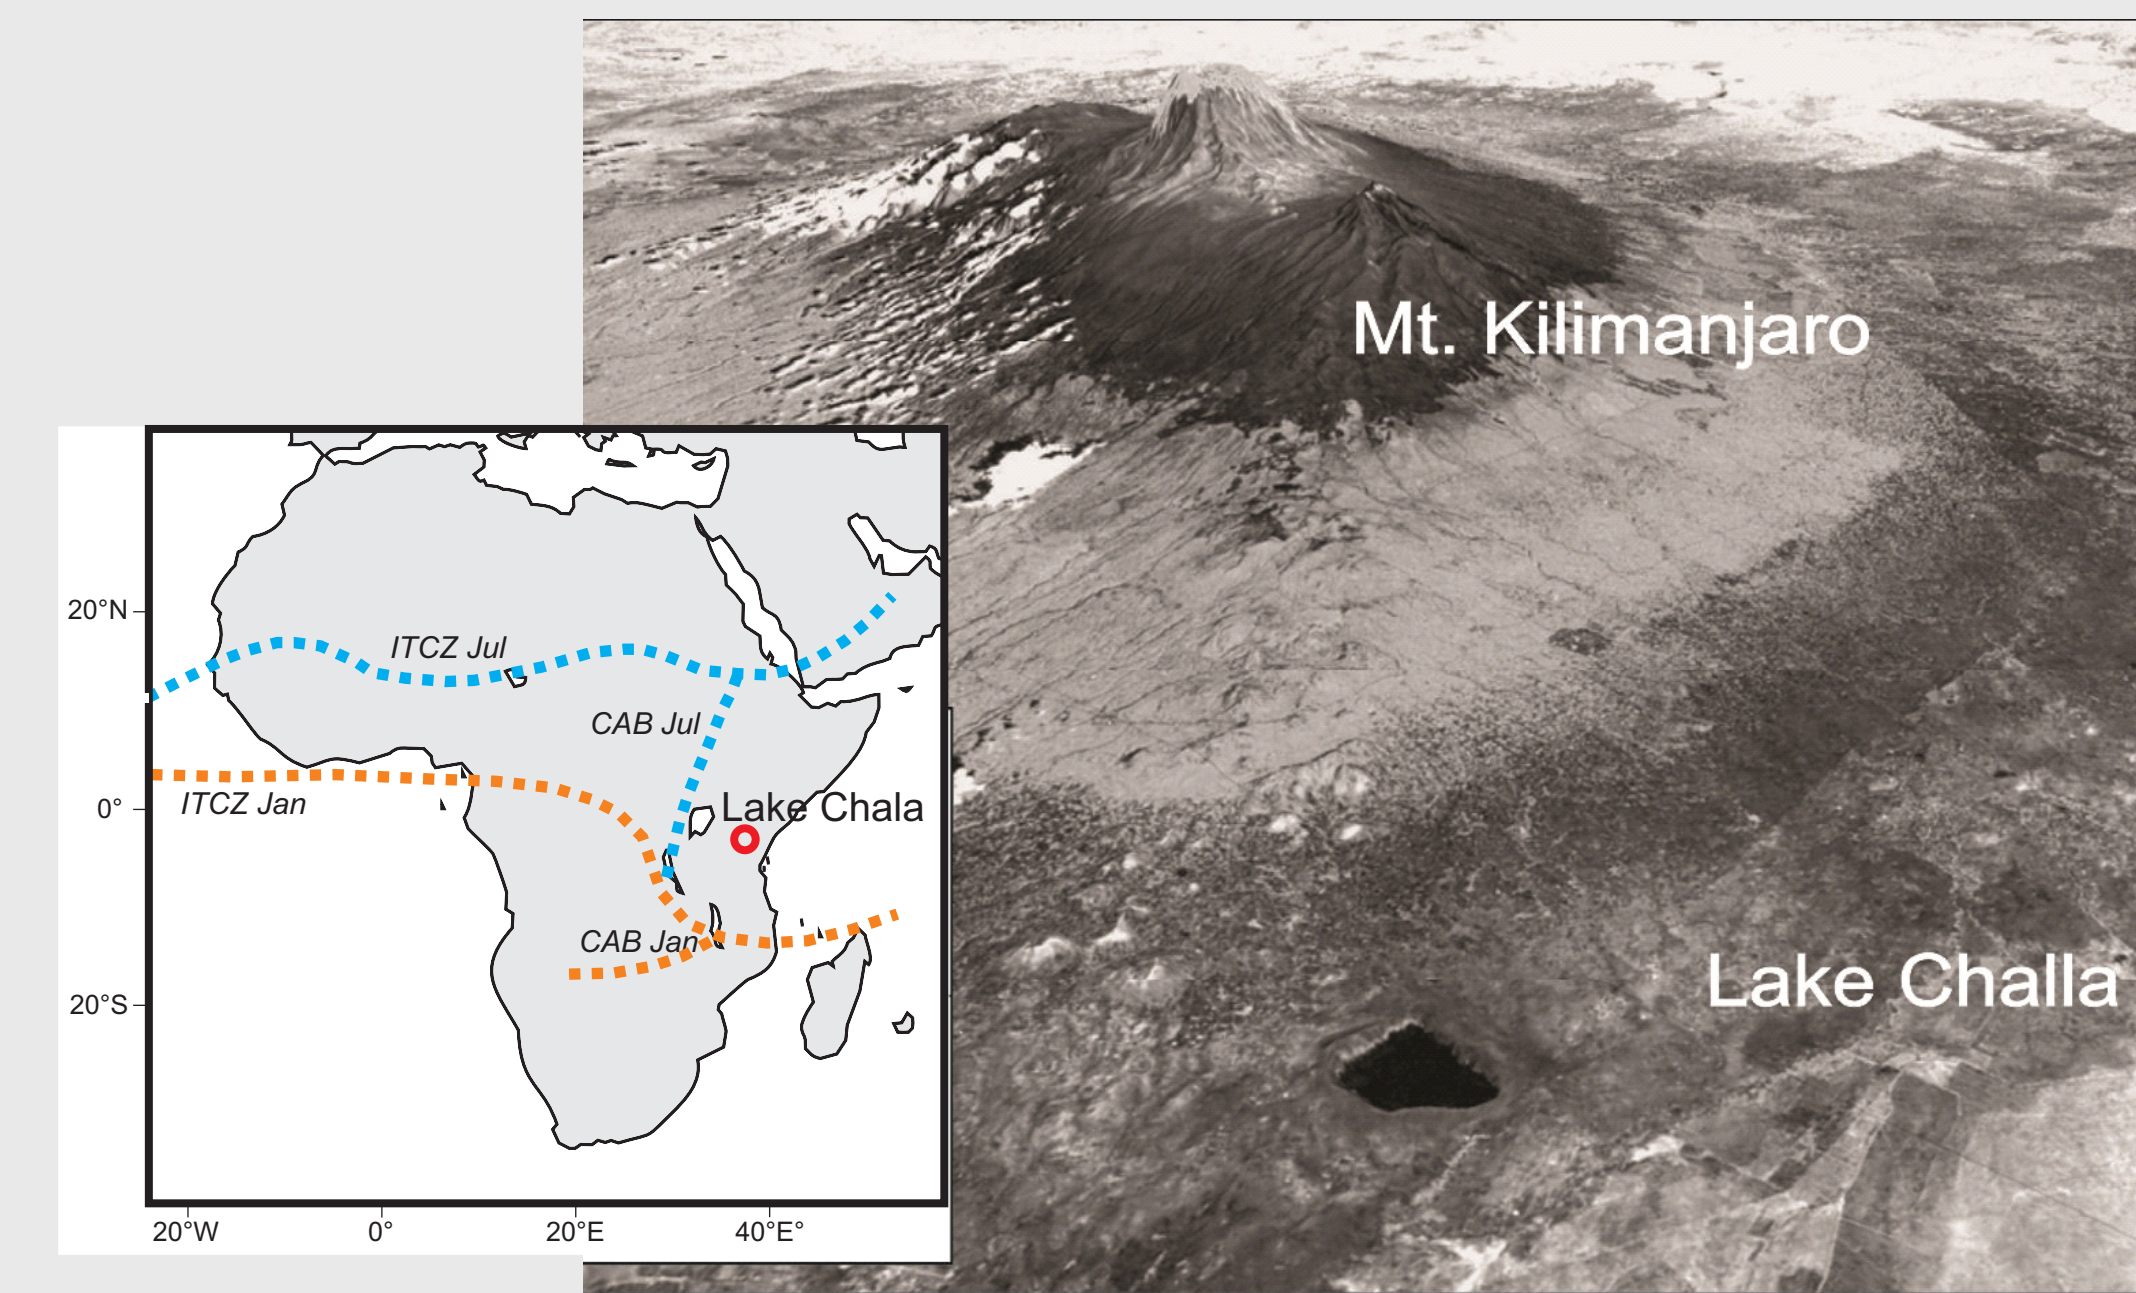 Mt. Kilimanjaro
Lake Challa
20°N
0°
20°S
20°W
0°
20°E
40°E°
ITCZ Jul
CAB Jul
ITCZ Jan
Lake Chala
CAB Jan